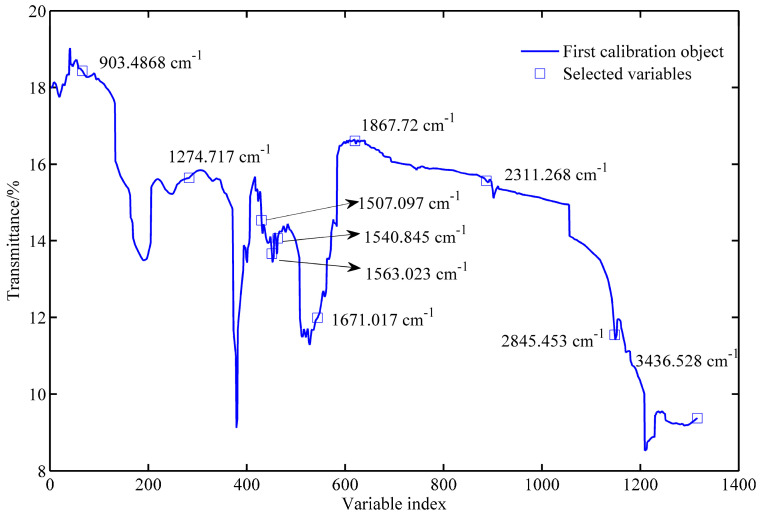 20
18
16
14
12
10
8
0
200
400
600
800
1000
1200
1400
Transmittance/%
Variable index
First calibration object
Selected variables
903.4868 cm-1
1274.717 cm-1
1867.72 cm-1
2311.268 cm-1
1507.097 cm-1
1540.845 cm-1
1563.023 cm-1
1671.017 cm-1
2845.453 cm-1
3436.528 cm-1